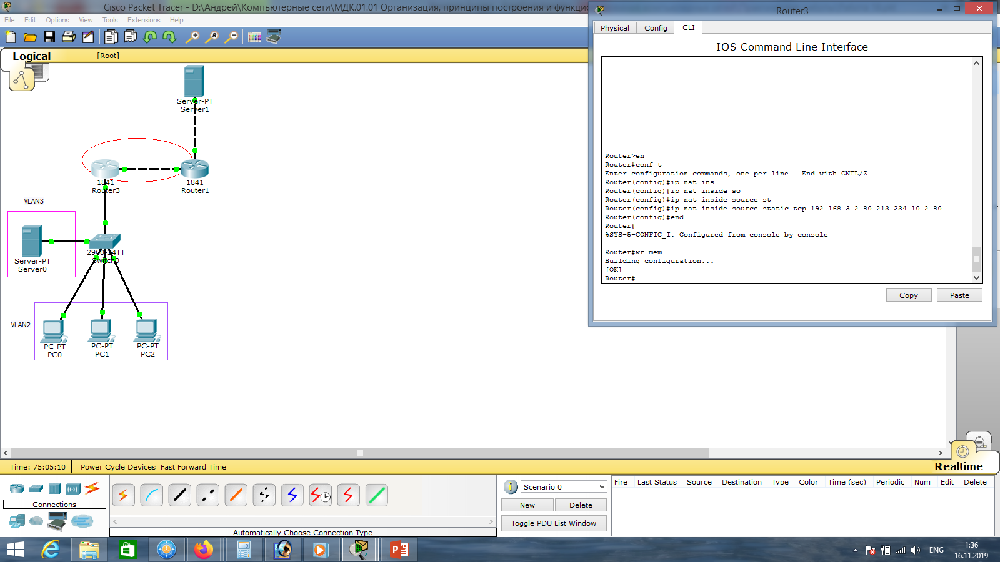 Cisco Packet Tracer - D:\Андрей\Компьютерные сети\МДК.01.01 Организация, принципы построения и функцио
File Edit Options View Tools Extensions Help
Logical
[Root]
Server-PT
Server1
1841
Router3
1841
Router1
VLAN3
Server-PT
Server0
2960-24TT
Switch0
VLAN2
PC-PT
PC0
PC-PT
PC1
PC-PT
PC2
Router3
Physical Config CLI
IOS Command Line Interface
Router>en
Router#conf t
Enter configuration commands, one per line.  End with CNTL/Z.
Router(config)#ip nat ins
Router(config)#ip nat inside so
Router(config)#ip nat inside source st
Router(config)#ip nat inside source static tcp 192.168.3.2 80 213.234.10.2 80
Router(config)#end
Router#
%SYS-5-CONFIG_I: Configured from console by console
Router#wr mem
Building configuration...
[OK]
Router#
Copy Paste
Realtime
Time: 75:05:10 Power Cycle Devices Fast Forward Time
Connections
Automatically Choose Connection Type
Scenario 0
New Delete
Toggle PDU List Window
Fire Last Status Source Destination Type Color Time (sec) Periodic Num Edit Delete
ENG
1:36
16.11.2019